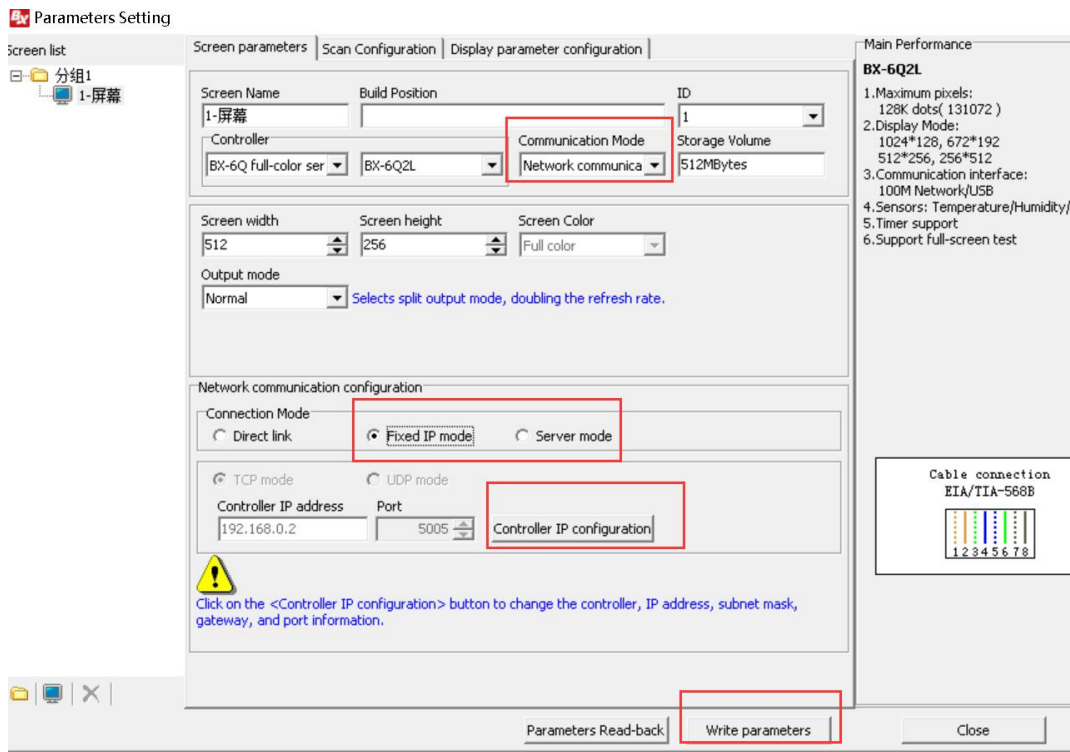 BX Parameters Setting
Screen list
分组1
1-屏幕
Screen parameters
Scan Configuration
Display parameter configuration
Screen Name
Build Position
ID
1-屏幕
1
Controller
Communication Mode
Storage Volume
BX-6Q full-color ser
BX-6Q2L
Network communica
512MBytes
Screen width
Screen height
Screen Color
512
256
Full color
Output mode
Normal
Selects split output mode, doubling the refresh rate.
Network communication configuration
Connection Mode
Direct link
Fixed IP mode
Server mode
TCP mode
UDP mode
Controller IP address
Port
192.168.0.2
5005
Controller IP configuration
Click on the <Controller IP configuration> button to change the controller, IP address, subnet mask,
gateway, and port information.
Parameters Read-back
Write parameters
Close
Main Performance
BX-6Q2L
1.Maximum pixels:
128K dots( 131072 )
2.Display Mode:
1024*128, 672*192
512*256, 256*512
3.Communication interface:
100M Network/USB
4.Sensors: Temperature/Humidity/
5.Timer support
6.Support full-screen test
Cable connection
EIA/TIA-568B
12345678